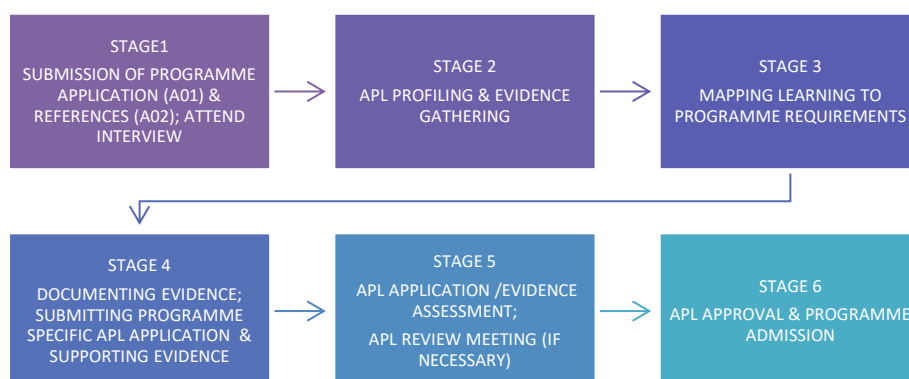 STAGE1
SUBMISSION OF PROGRAMME
APPLICATION (A01) &
REFERENCES (A02); ATTEND
INTERVIEW
STAGE 2
APL PROFILING & EVIDENCE
GATHERING
STAGE 3
MAPPING LEARNING TO
PROGRAMME REQUIREMENTS
STAGE 4
DOCUMENTING EVIDENCE;
SUBMITTING PROGRAMME
SPECIFIC APL APPLICATION &
SUPPORTING EVIDENCE
STAGE 5
APL APPLICATION /EVIDENCE
ASSESSMENT;
APL REVIEW MEETING (IF
NECESSARY)
STAGE 6
APL APPROVAL & PROGRAMME
ADMISSION